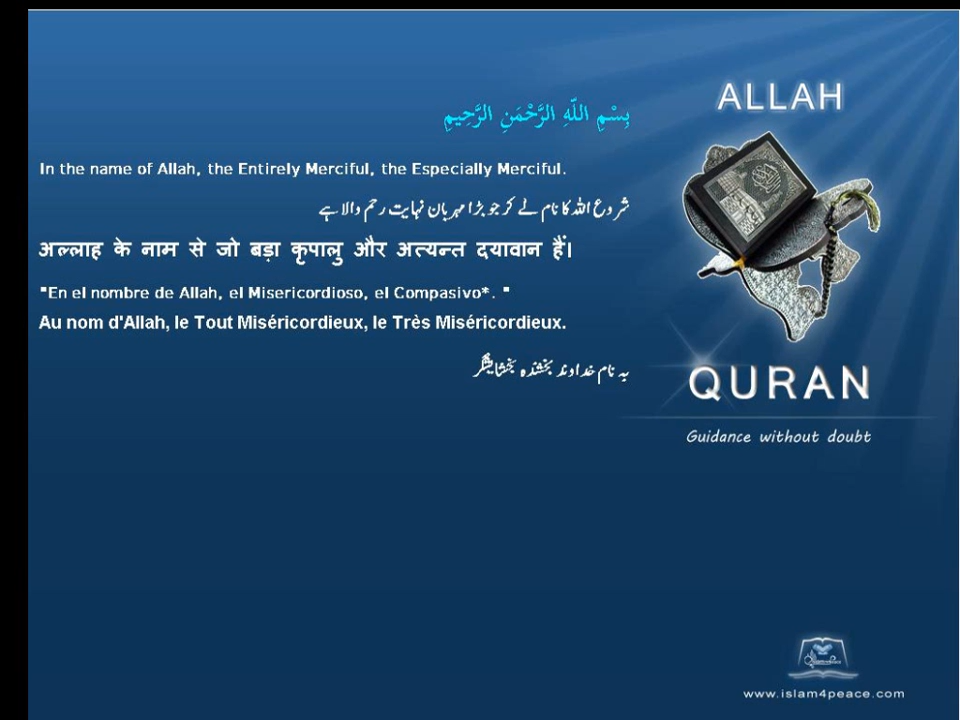 بِسْمِ اللّهِ الرَّحْمَنِ الرَّحِيمِ
In the name of Allah, the Entirely Merciful, the Especially Merciful.
شروع الله کا نام لے کر جو بڑا مہربان نہایت رحم والا ہے
अल्लाह के नाम से जो बड़ा कृपालु और अत्यन्त दयावान हैं।
"En el nombre de Allah, el Misericordioso, el Compasivo*. "
Au nom d'Allah, le Tout Miséricordieux, le Très Miséricordieux.
به نام خداوند بخشنده بخشایشگر
ALLAH
QURAN
Guidance without doubt
www.islam4peace.com